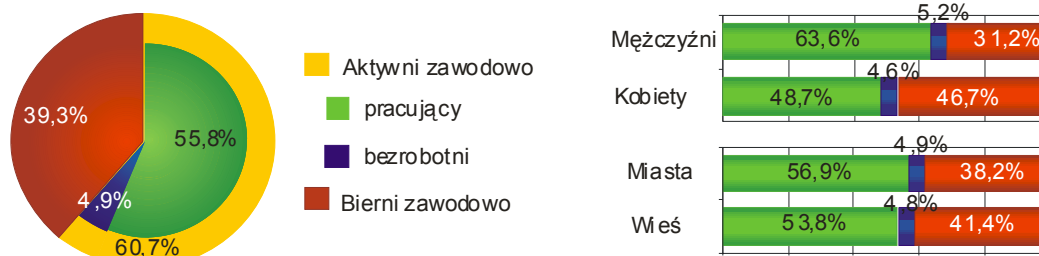 39,3%
55,8%
4,9%
60,7%
Aktywni zawodowo
pracujący
bezrobotni
Bierni zawodowo
5,2%
Mężczyźni 63,6% 31,2%
4,6%
Kobiety 48,7% 46,7%
4,9%
Miasta 56,9% 38,2%
4,8%
Wieś 53,8% 41,4%